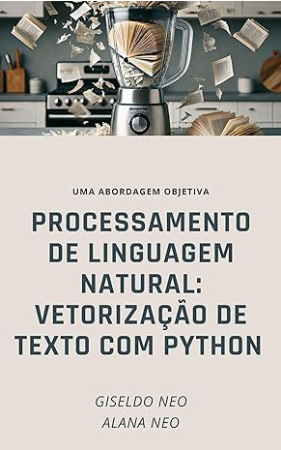 UMA ABORDAGEM OBJETIVA
PROCESSAMENTO
DE LINGUAGEM
NATURAL:
VETORIZAÇÃO DE
TEXTO COM PYTHON
GISELDO NEO
ALANA NEO